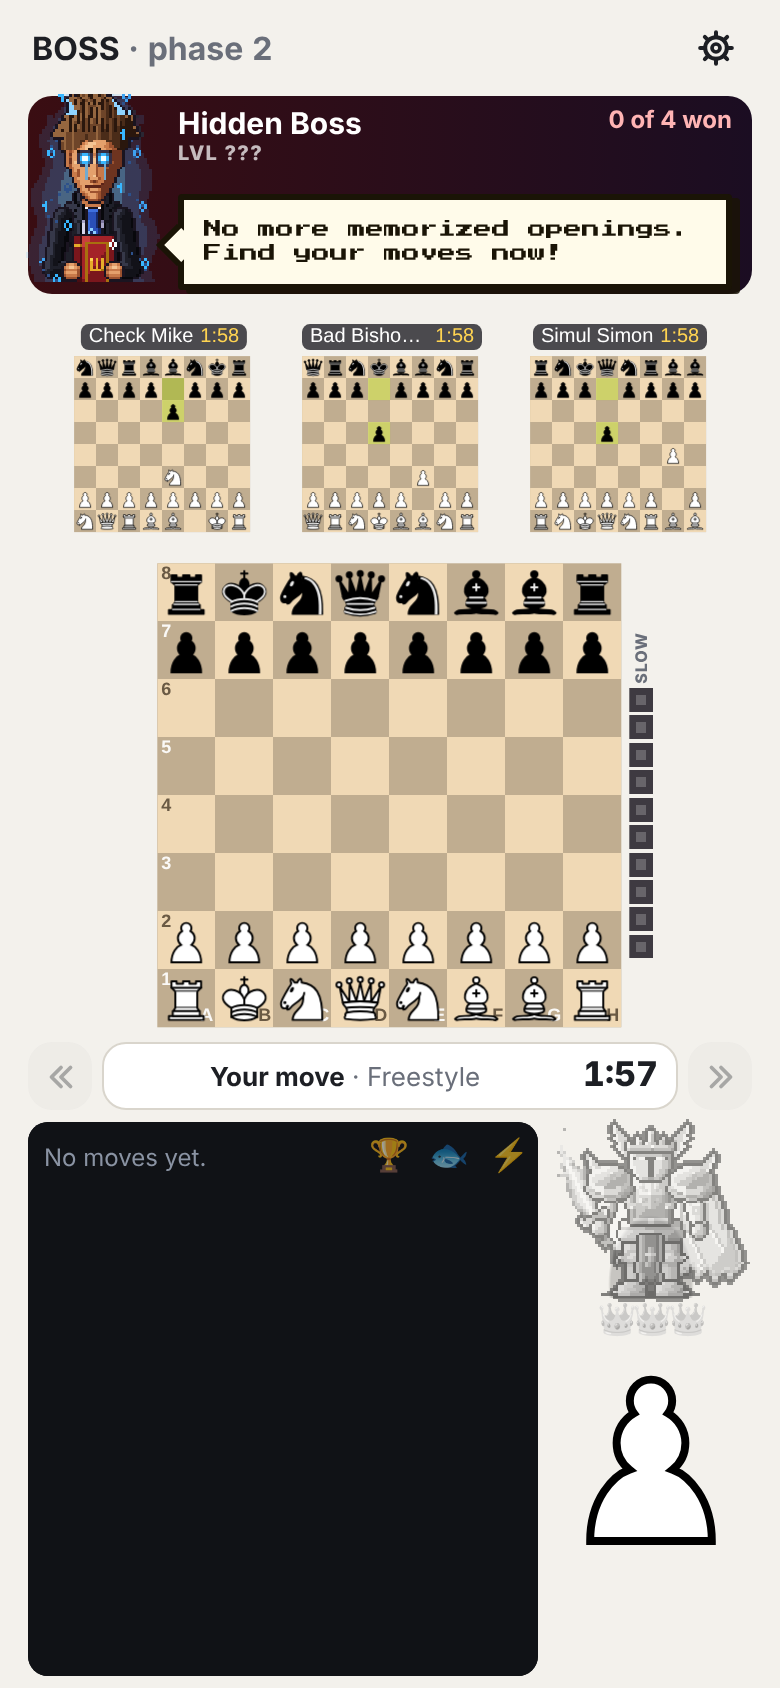 BOSS · phase 2
Hidden Boss
0 of 4 won
LVL ???
No more memorized openings.
Find your moves now!
Check Mike 1:58
Bad Bisho… 1:58
Simul Simon 1:58
8
7
SLOW
6
5
4
3
2
1
A B C D E F G H
Your move · Freestyle 1:57
No moves yet.